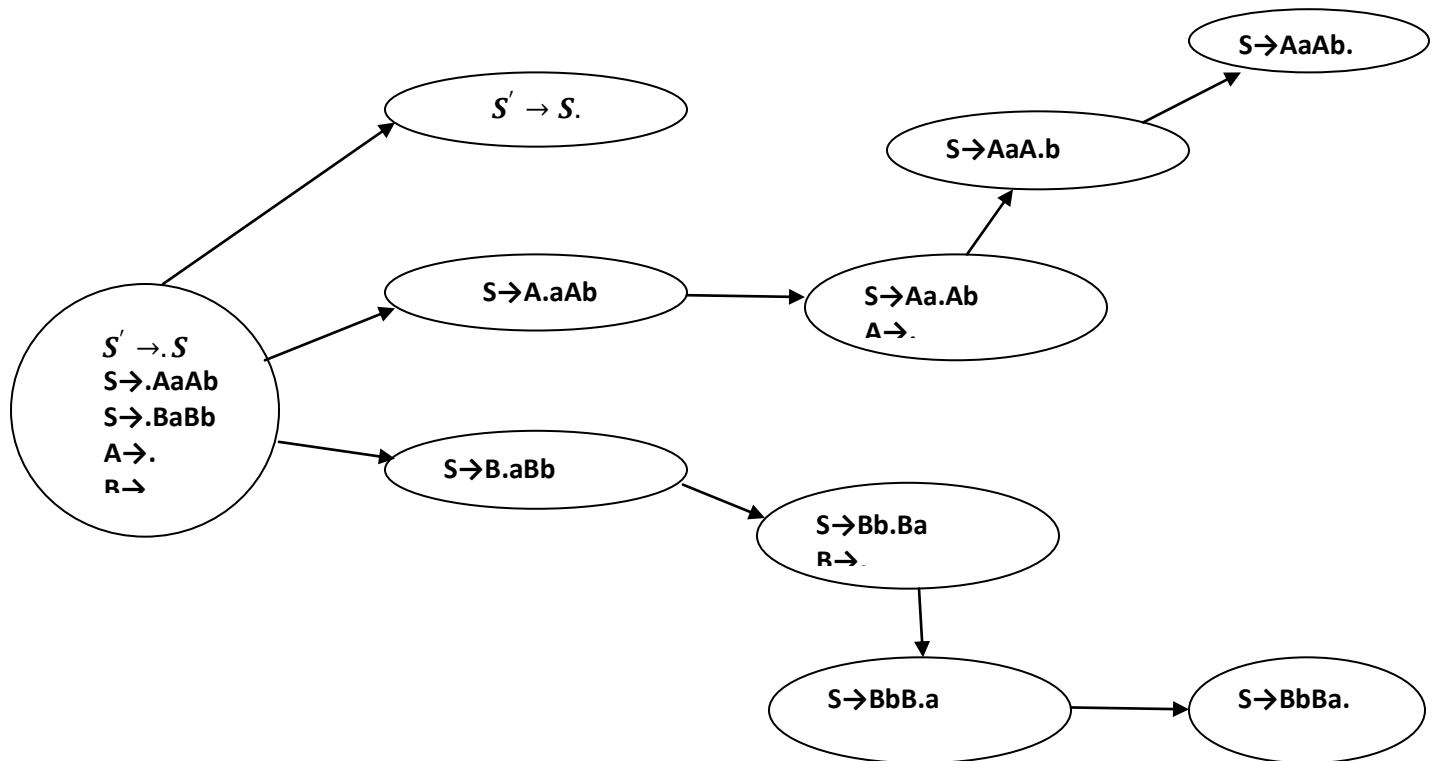 S→AaAb.
S′ → S.
S→AaA.b
S→A.aAb
S→Aa.Ab
A→.
S′ →. S
S→.AaAb
S→.BaBb
A→.
B→
S→B.aBb
S→Bb.Ba
B→.
S→BbB.a
S→BbBa.